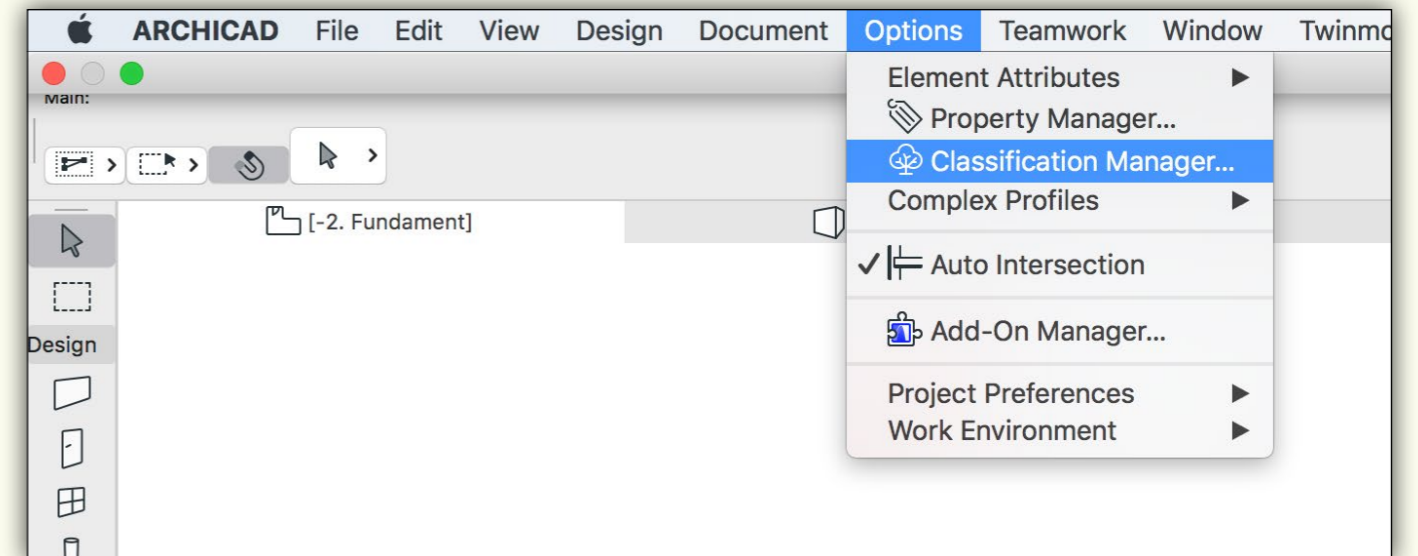 ARCHICAD File Edit View Design Document Options Teamwork Window Twinmo
Main:
Element Attributes
Property Manager...
Classification Manager...
Complex Profiles
[-2. Fundament]
Auto Intersection
Add-On Manager...
Design
Project Preferences
Work Environment